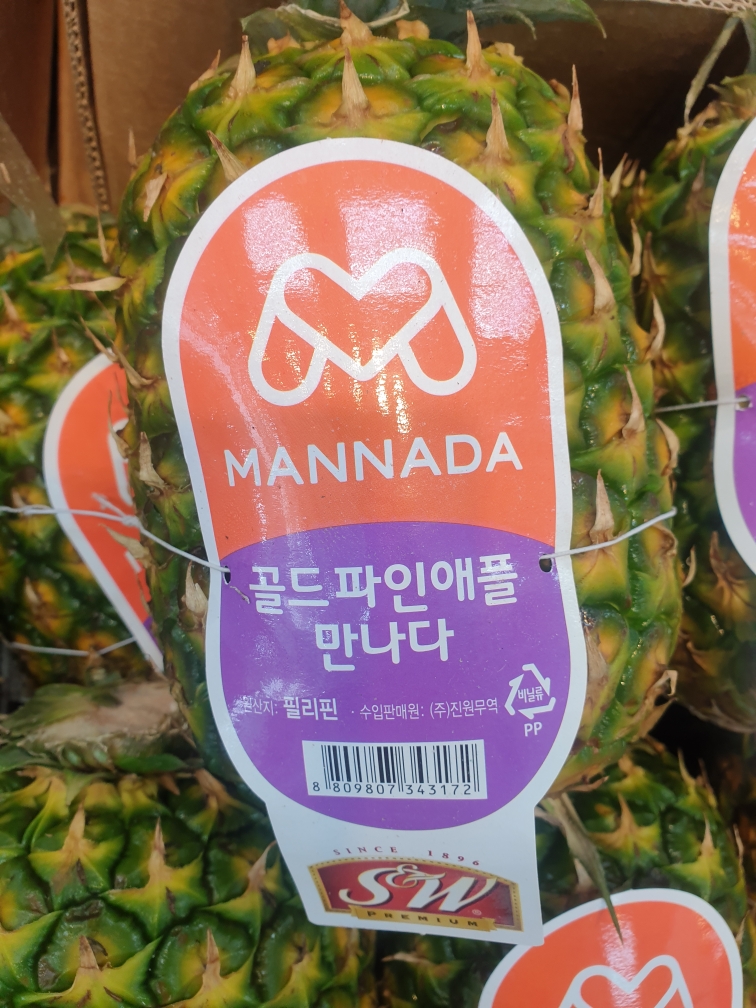 MANNADA
골드 파인애플
만나다
원산지: 필리핀 · 수입판매원: (주)진원무역
비닐류
PP
8 809807 343172
SINCE 1896
S&W®
PREMIUM